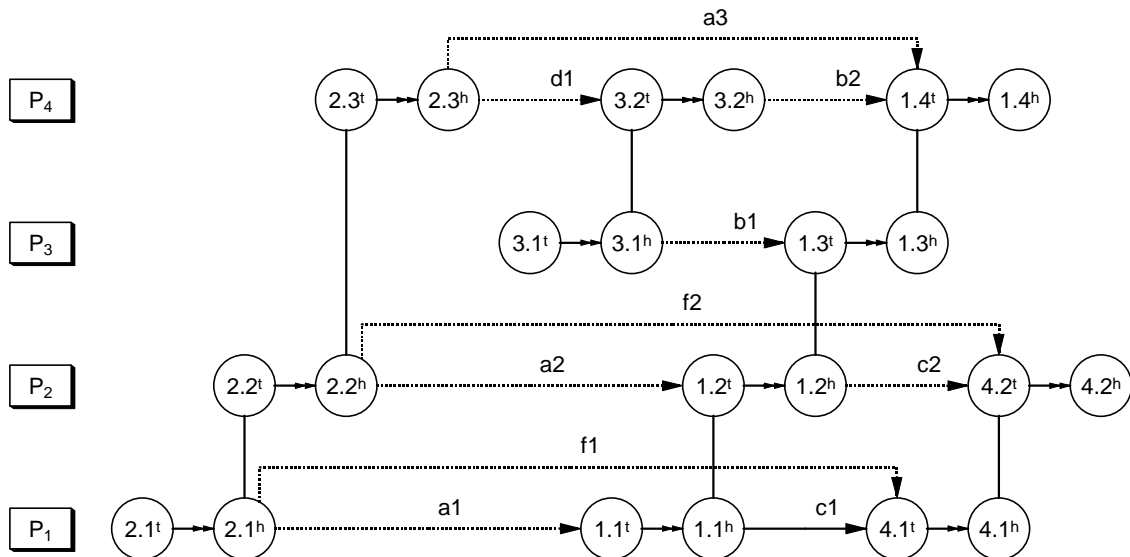 a3
P4 2.3t 2.3h d1 3.2t 3.2h b2 1.4t 1.4h
P3 3.1t 3.1h b1 1.3t 1.3h
f2
P2 2.2t 2.2h a2 1.2t 1.2h c2 4.2t 4.2h
f1
P1 2.1t 2.1h a1 1.1t 1.1h c1 4.1t 4.1h